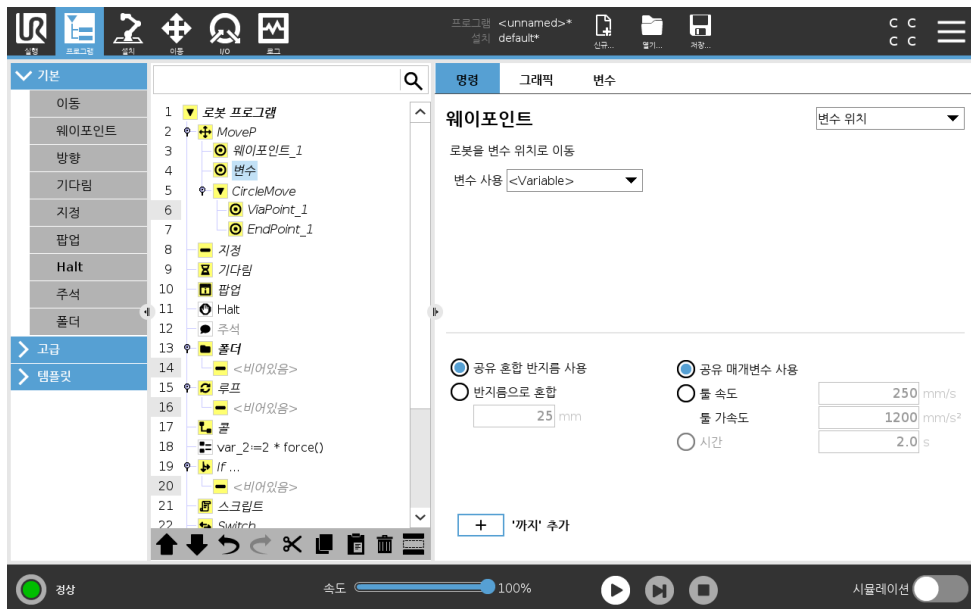 프로그램 <unnamed>*
설치 default*
실행 프로그램 설치 이동 I/O 로그 신규... 열기... 저장...
C C
C C
기본
이동
웨이포인트
방향
기다림
지정
팝업
Halt
주석
폴더
고급
템플릿
1 로봇 프로그램
2 MoveP
3 웨이포인트_1
4 변수
5 CircleMove
6 ViaPoint_1
7 EndPoint_1
8 지정
9 기다림
10 팝업
11 Halt
12 주석
13 폴더
14 <비어있음>
15 루프
16 <비어있음>
17 콜
18 var_2≔2 * force()
19 If ...
20 <비어있음>
21 스크립트
22 Switch
명령 그래픽 변수
웨이포인트
변수 위치
로봇을 변수 위치로 이동
변수 사용 <Variable>
공유 혼합 반지름 사용
반지름으로 혼합
25 mm
공유 매개변수 사용
툴 속도 250 mm/s
툴 가속도 1200 mm/s²
시간 2.0 s
+ '까지' 추가
정상
속도 100%
시뮬레이션